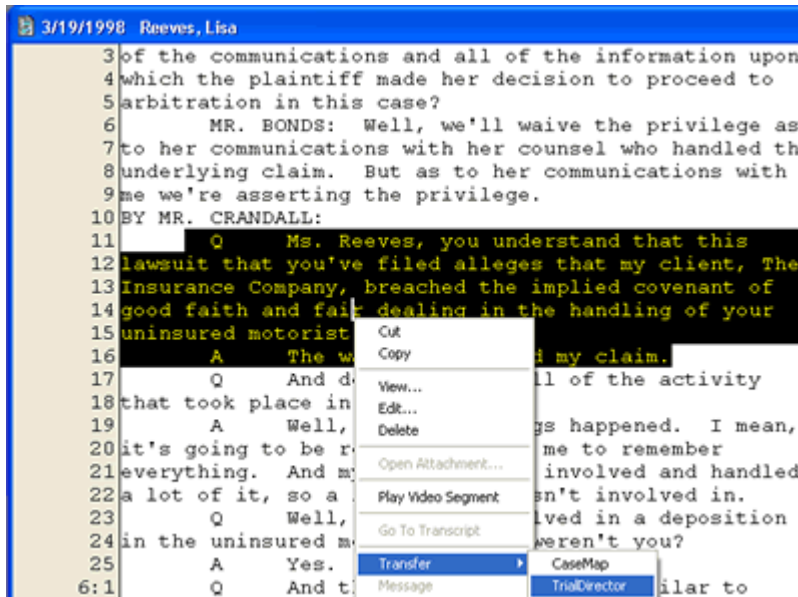 3/19/1998 Reeves, Lisa
3 of the communications and all of the information upon
4 which the plaintiff made her decision to proceed to
5 arbitration in this case?
6 MR. BONDS: Well, we'll waive the privilege as
7 to her communications with her counsel who handled th
8 underlying claim. But as to her communications with
9 me we're asserting the privilege.
10 BY MR. CRANDALL:
11 Q Ms. Reeves, you understand that this
12 lawsuit that you've filed alleges that my client, The
13 Insurance Company, breached the implied covenant of
14 good faith and fair dealing in the handling of your
15 uninsured motorist
16 A The w d my claim.
17 Q And d ll of the activity
18 that took place in
19 A Well, gs happened. I mean,
20 it's going to be r me to remember
21 everything. And my involved and handled
22 a lot of it, so a sn't involved in.
23 Q Well, lved in a deposition
24 in the uninsured m weren't you?
25 A Yes.
6:1 Q And t ilar to
Cut
Copy
View...
Edit...
Delete
Open Attachment...
Play Video Segment
Go To Transcript
Transfer
Message
CaseMap
TrialDirector